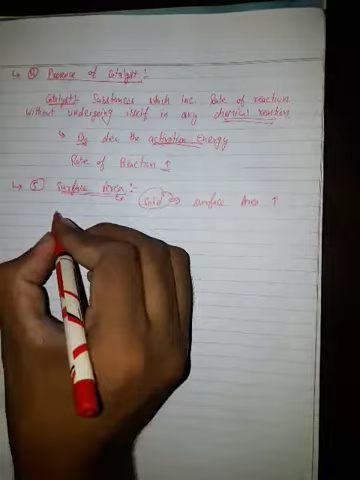 ↳ ④ Presence of Catalyst :-
Catalyst :- Substances which inc. Rate of reaction
without undergoing itself in any chemical reaction
↳ By dec the activation Energy
Rate of Reaction ↑
↳ ⑤ Surface Area :-
↳ Solid ⇒ surface Area ↑